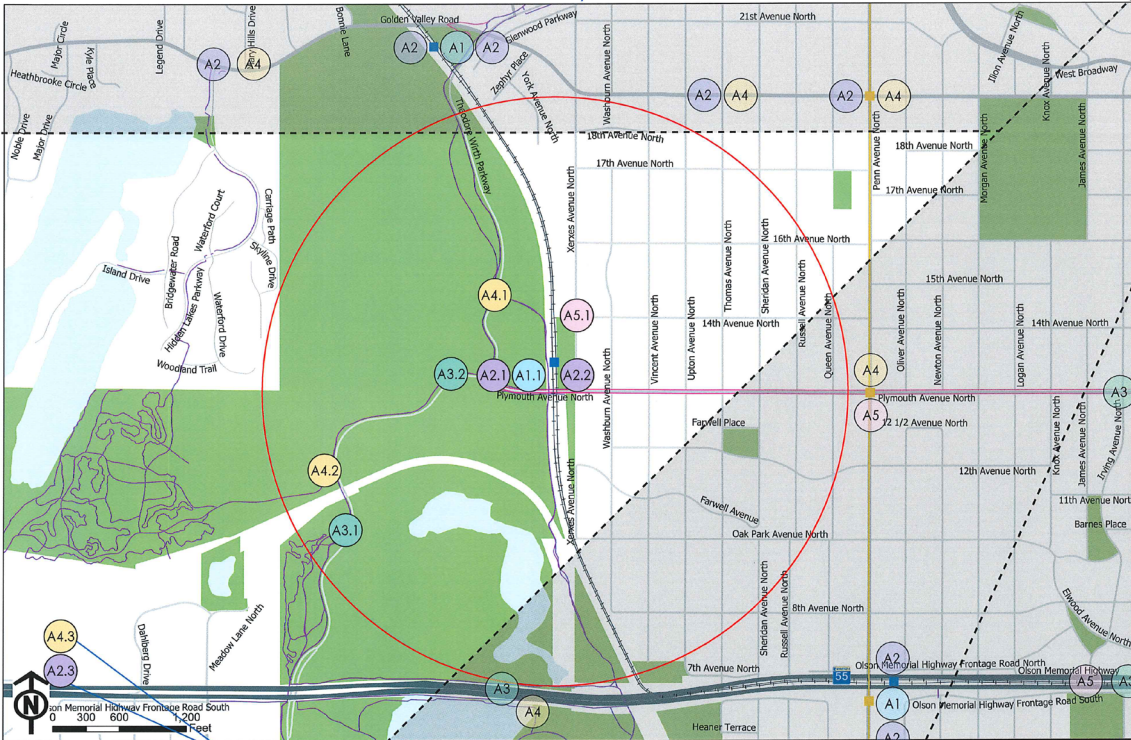 Golden Valley Road
21st Avenue North
Glenwood Parkway
Major Circle
Kyle Place
Legend Drive
Bonnie Lane
Heathbrooke Circle
A2
A4
A2
A1
A2
Zephyr Place
York Avenue North
Washburn Avenue North
Ilion Avenue North
Knox Avenue North
West Broadway
A2
A4
A2
A4
Noble Drive
Major Drive
Theodore Wirth Parkway
18th Avenue North
17th Avenue North
Penn Avenue North
18th Avenue North
17th Avenue North
Morgan Avenue North
James Avenue North
Waterford Court
Carriage Path
Bridgewater Road
Skyline Drive
Island Drive
Hidden Lakes Parkway
Waterford Drive
Woodland Trail
Xerxes Avenue North
16th Avenue North
Thomas Avenue North
Sheridan Avenue North
Russell Avenue North
15th Avenue North
A4.1
A5.1
Vincent Avenue North
Upton Avenue North
14th Avenue North
Queen Avenue North
Oliver Avenue North
Newton Avenue North
Logan Avenue North
14th Avenue North
A3.2
A2.1
A1.1
A2.2
A4
Plymouth Avenue North
Plymouth Avenue North
A3
Washburn Avenue North
Farwell Place
A5
12 1/2 Avenue North
Knox Avenue North
James Avenue North
Irving Avenue North
A4.2
12th Avenue North
A3.1
Xerxes Avenue North
Farwell Avenue
Oak Park Avenue North
11th Avenue North
Barnes Place
Sheridan Avenue North
Russell Avenue North
8th Avenue North
Elwood Avenue North
A4.3
A2.3
Dahlberg Drive
Meadow Lane North
7th Avenue North
55
A2
Olson Memorial Highway Frontage Road North
Olson Memorial Highway
A3
A4
A5
A3
A1
Olson Memorial Highway Frontage Road South
A2
N
son Memorial Highway Frontage Road South
0 300 600 1,200
Feet
Heaner Terrace